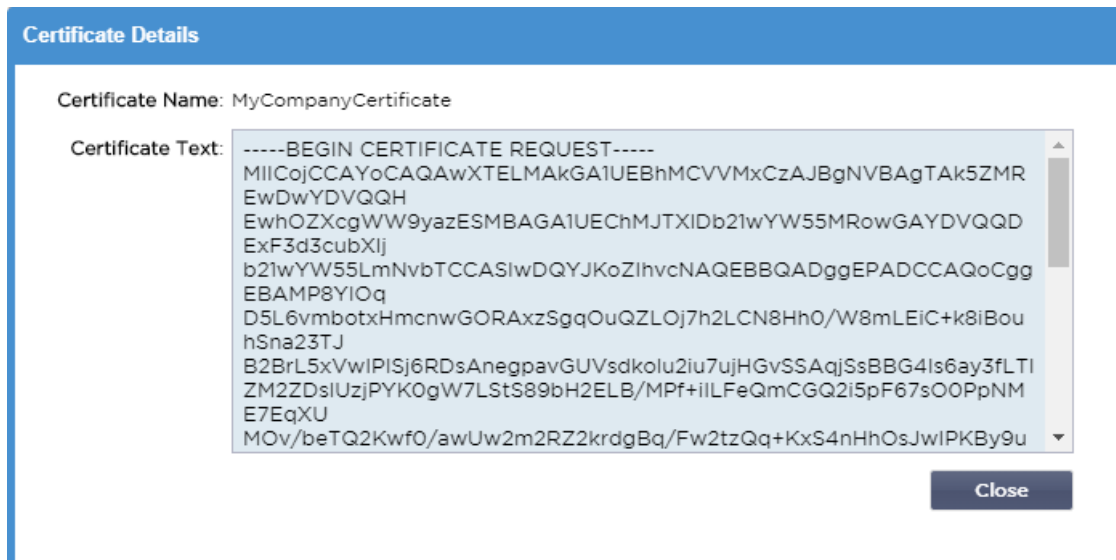 Certificate Details
Certificate Name: MyCompanyCertificate
Certificate Text: -----BEGIN CERTIFICATE REQUEST-----
MIICojCCAYoCAQAwXTELMAkGA1UEBhMCVVMxCzAJBgNVBAgTAk5ZMR
EwDwYDVQQH
EwhOZXcgWW9yazESMBAGA1UEChMJTXlDb21wYW55MRowGAYDVQQD
ExF3d3cubXlj
b21wYW55LmNvbTCCASIwDQYJKoZIhvcNAQEBBQADggEPADCCAQoCgg
EBAMP8YIOq
D5L6vmbotxHmcnwGORAxzSgqOuQZLOj7h2LCN8Hh0/W8mLEiC+k8iBou
hSna23TJ
B2BrL5xVwIPISj6RDsAnegpavGUVsdkolu2iu7ujHGvSSAqjSsBBG4Is6ay3fLTI
ZM2ZDsIUzjPYK0gW7LStS89bH2ELB/MPf+iILFeQmCGQ2i5pF67sO0PpNM
E7EqXU
MOv/beTQ2Kwf0/awUw2m2RZ2krdgBq/Fw2tzQq+KxS4nHhOsJwIPKBy9u
Close